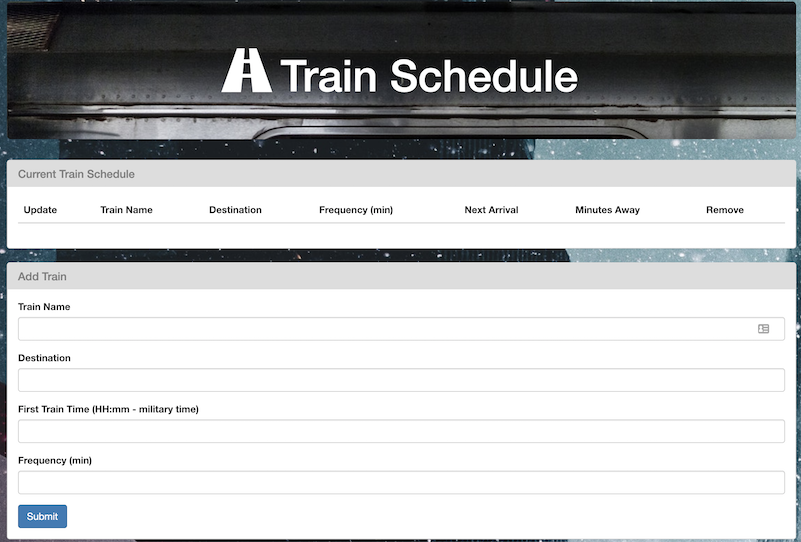 Train Schedule
Current Train Schedule
Update Train Name Destination Frequency (min) Next Arrival Minutes Away Remove
Add Train
Train Name
Destination
First Train Time (HH:mm - military time)
Frequency (min)
Submit